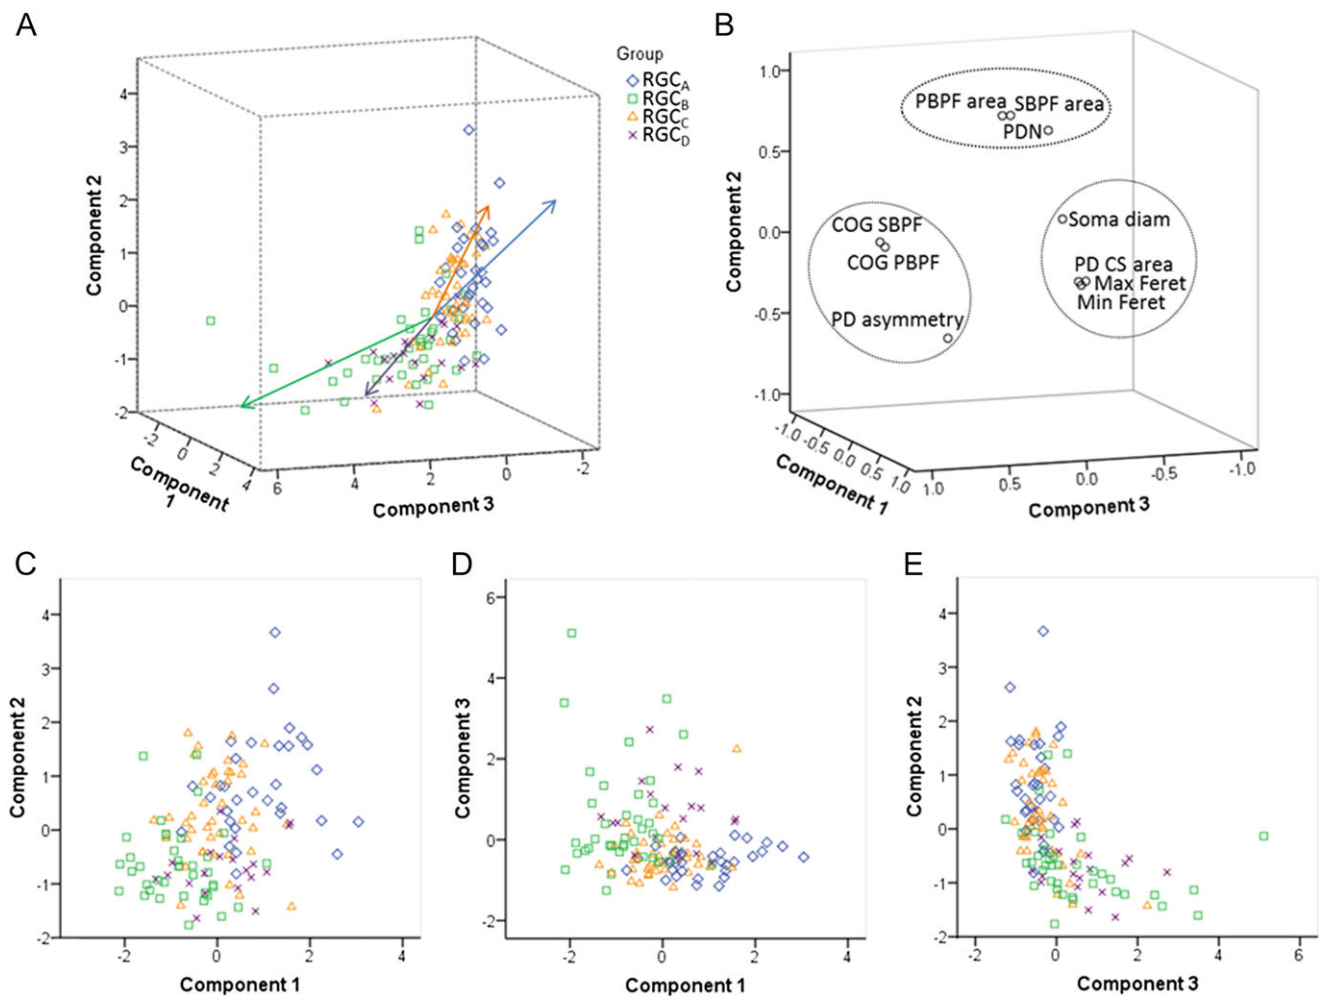 A
Group
RGCA
RGCB
RGCC
RGCD
4
3
2
1
0
-1
-2
Component 2
-2
0
2
4
Component
1
6
4
2
0
-2
Component 3
B
1.0
0.5
0.0
-0.5
-1.0
Component 2
PBPF area
SBPF area
PDN
COG SBPF
COG PBPF
PD asymmetry
Soma diam
PD CS area
Max Feret
Min Feret
-1.0
-0.5
0.0
0.5
1.0
Component 1
1.0
0.5
0.0
-0.5
-1.0
Component 3
C
4
3
2
1
0
-1
-2
Component 2
-2
0
2
4
Component 1
D
6
4
2
0
-2
Component 3
-2
0
2
4
Component 1
E
4
3
2
1
0
-1
-2
Component 2
-2
0
2
4
6
Component 3